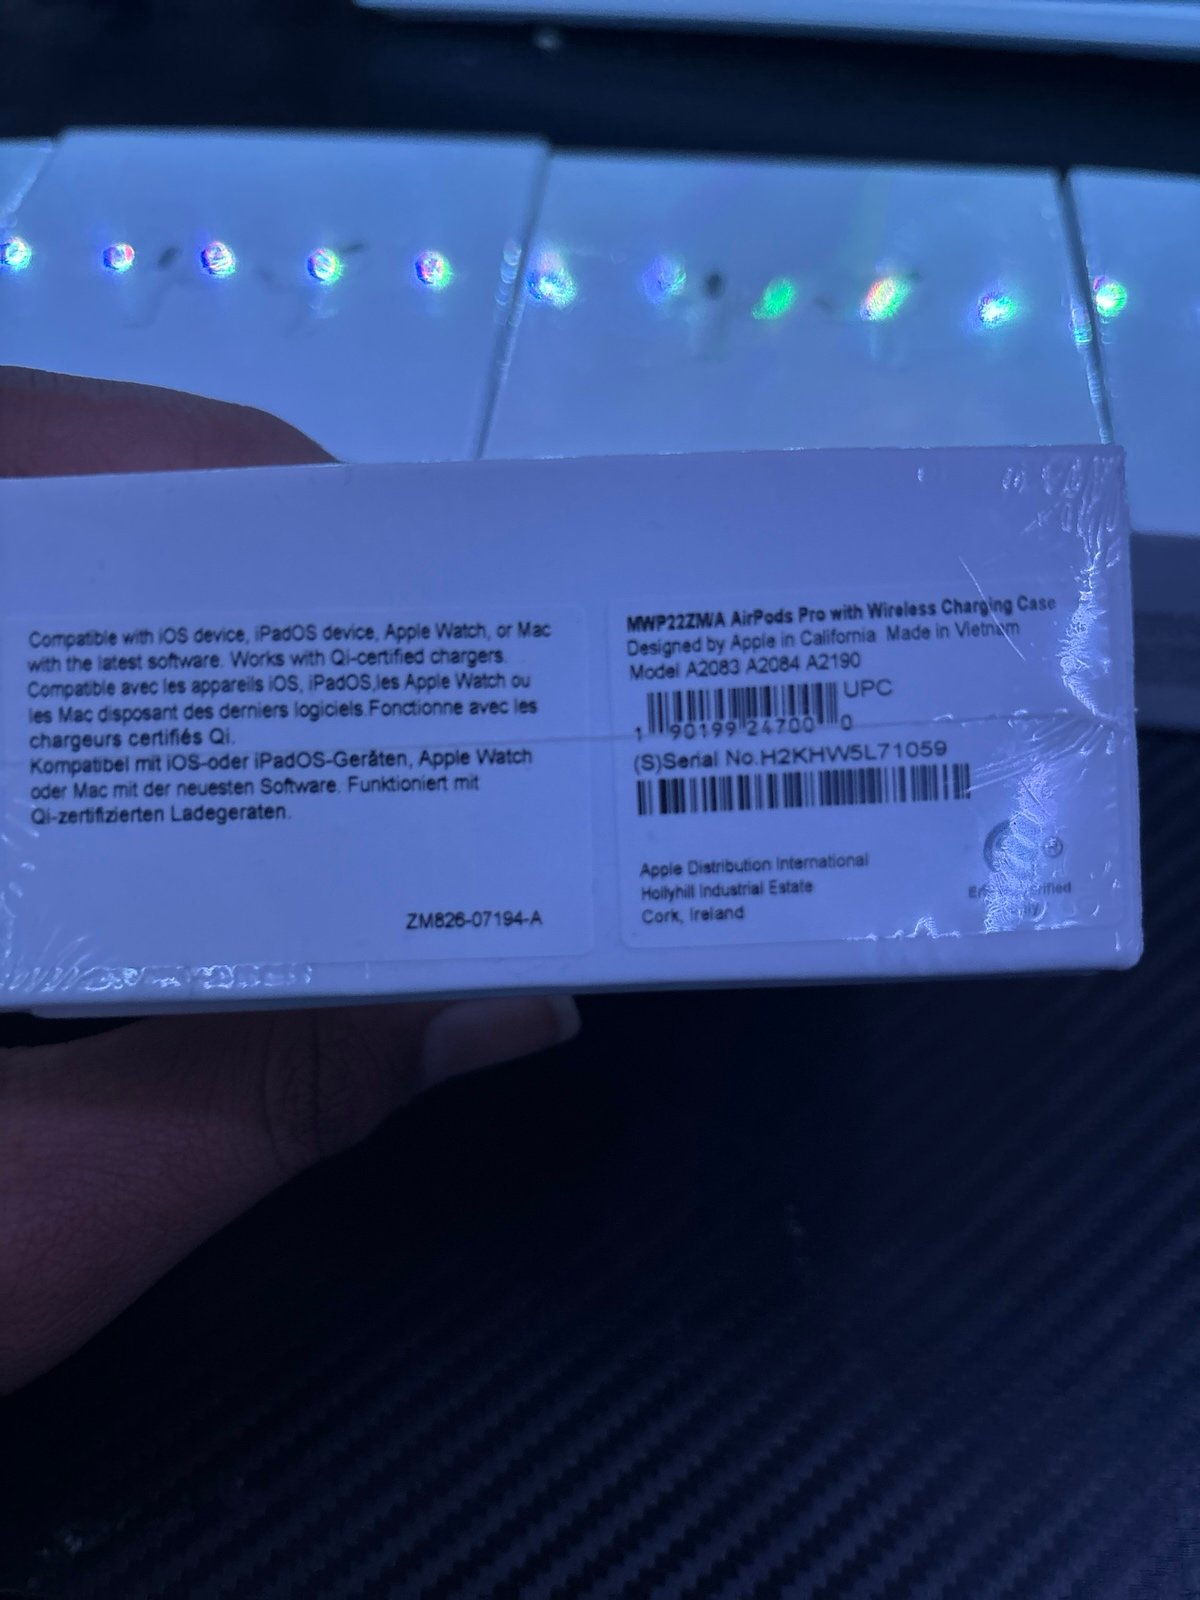 Compatible with iOS device, iPadOS device, Apple Watch, or Mac
with the latest software. Works with Qi-certified chargers.
Compatible avec les appareils iOS, iPadOS,les Apple Watch ou
les Mac disposant des derniers logiciels.Fonctionne avec les
chargeurs certifiés Qi.
Kompatibel mit iOS-oder iPadOS-Geräten, Apple Watch
oder Mac mit der neuesten Software. Funktioniert mit
Qi-zertifizierten Ladegeraten.
ZM826-07194-A
MWP22ZM/A AirPods Pro with Wireless Charging Case
Designed by Apple in California Made in Vietnam
Model A2083 A2084 A2190
UPC
1 90199 24700 0
(S)Serial No.H2KHW5L71059
Apple Distribution International
Hollyhill Industrial Estate
Cork, Ireland